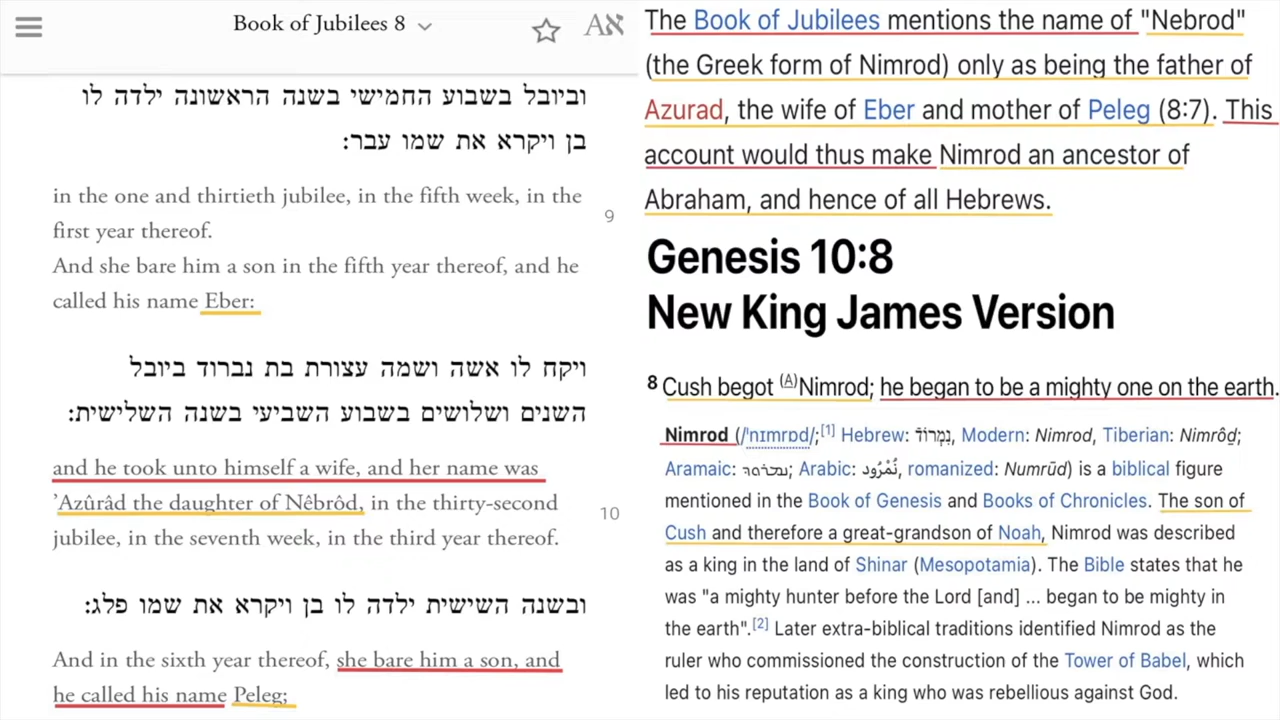 Book of Jubilees 8
Aא
וביובל בשבוע החמישי בשנה הראשונה ילדה לו
בן ויקרא את שמו עבר:
in the one and thirtieth jubilee, in the fifth week, in the
9
first year thereof.
And she bare him a son in the fifth year thereof, and he
called his name Eber:
ויקח לו אשה ושמה עצורת בת נברוד ביובל
השנים ושלושים בשבוע השביעי בשנה השלישית:
and he took unto himself a wife, and her name was
’Azûrâd the daughter of Nêbrôd, in the thirty-second
10
jubilee, in the seventh week, in the third year thereof.
ובשנה השישית ילדה לו בן ויקרא את שמו פלג:
And in the sixth year thereof, she bare him a son, and
he called his name Peleg;
The Book of Jubilees mentions the name of "Nebrod"
(the Greek form of Nimrod) only as being the father of
Azurad, the wife of Eber and mother of Peleg (8:7). This
account would thus make Nimrod an ancestor of
Abraham, and hence of all Hebrews.
Genesis 10:8
New King James Version
8 Cush begot (A)Nimrod; he began to be a mighty one on the earth.
Nimrod (/ˈnɪmrɒd/;[1] Hebrew: נִמְרוֹד, Modern: Nimrod, Tiberian: Nimrôḏ;
Aramaic: ܢܡܪܘܕ; Arabic: نُمْرُود, romanized: Numrūd) is a biblical figure
mentioned in the Book of Genesis and Books of Chronicles. The son of
Cush and therefore a great-grandson of Noah, Nimrod was described
as a king in the land of Shinar (Mesopotamia). The Bible states that he
was "a mighty hunter before the Lord [and] ... began to be mighty in
the earth".[2] Later extra-biblical traditions identified Nimrod as the
ruler who commissioned the construction of the Tower of Babel, which
led to his reputation as a king who was rebellious against God.